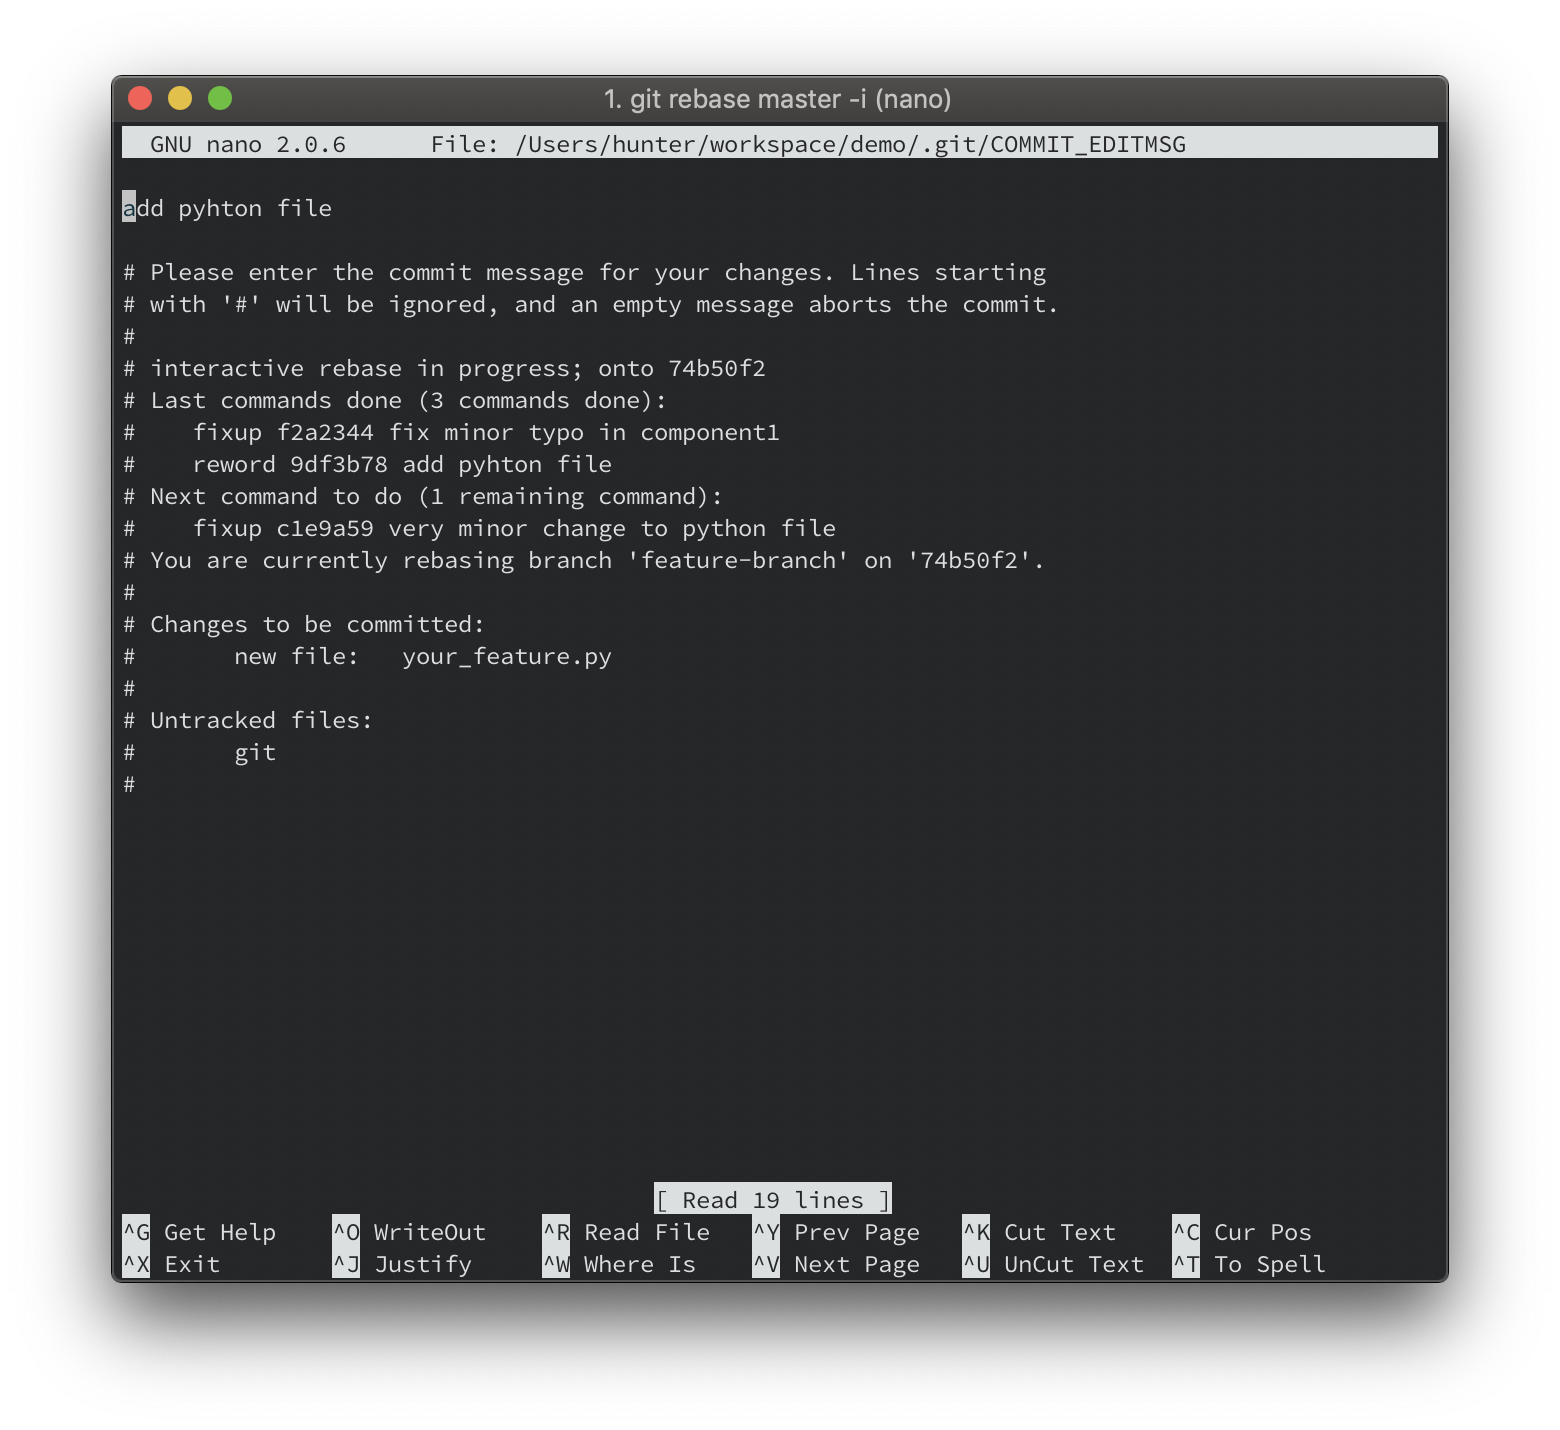 1. git rebase master -i (nano)
GNU nano 2.0.6      File: /Users/hunter/workspace/demo/.git/COMMIT_EDITMSG
add pyhton file
# Please enter the commit message for your changes. Lines starting
# with '#' will be ignored, and an empty message aborts the commit.
#
# interactive rebase in progress; onto 74b50f2
# Last commands done (3 commands done):
#    fixup f2a2344 fix minor typo in component1
#    reword 9df3b78 add pyhton file
# Next command to do (1 remaining command):
#    fixup c1e9a59 very minor change to python file
# You are currently rebasing branch 'feature-branch' on '74b50f2'.
#
# Changes to be committed:
#       new file:   your_feature.py
#
# Untracked files:
#       git
#
[ Read 19 lines ]
^G Get Help    ^O WriteOut    ^R Read File   ^Y Prev Page   ^K Cut Text    ^C Cur Pos
^X Exit        ^J Justify     ^W Where Is    ^V Next Page   ^U UnCut Text  ^T To Spell